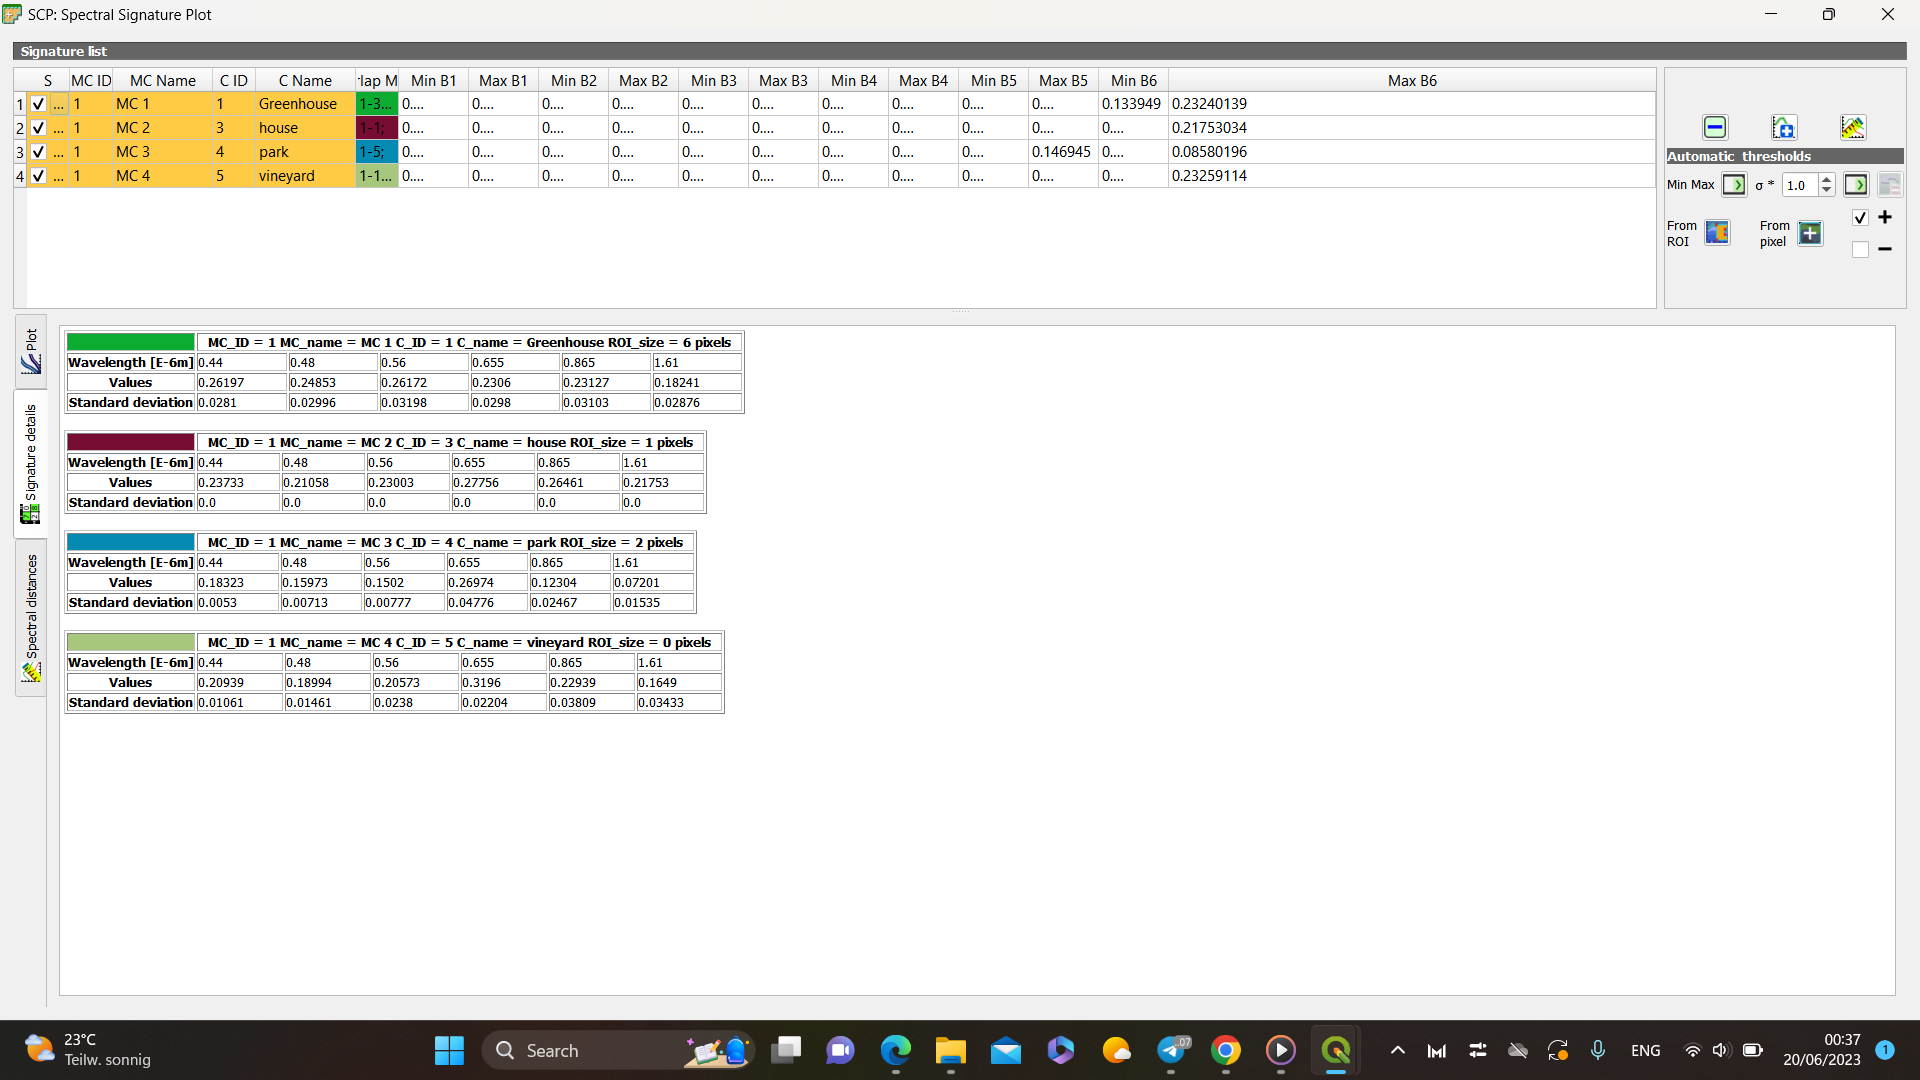 SCP: Spectral Signature Plot
Signature list
S MC ID MC Name C ID C Name rlap M Min B1 Max B1 Min B2 Max B2 Min B3 Max B3 Min B4 Max B4 Min B5 Max B5 Min B6 Max B6
1 ... 1 MC 1 1 Greenhouse 1-3... 0.... 0.... 0.... 0.... 0.... 0.... 0.... 0.... 0.... 0.... 0.133949 0.23240139
2 ... 1 MC 2 3 house 1-1; 0.... 0.... 0.... 0.... 0.... 0.... 0.... 0.... 0.... 0.... 0.... 0.21753034
3 ... 1 MC 3 4 park 1-5; 0.... 0.... 0.... 0.... 0.... 0.... 0.... 0.... 0.... 0.146945 0.... 0.08580196
4 ... 1 MC 4 5 vineyard 1-1... 0.... 0.... 0.... 0.... 0.... 0.... 0.... 0.... 0.... 0.... 0.... 0.23259114
Automatic thresholds
Min Max σ * 1.0
From ROI From pixel
Plot
Signature details
Spectral distances
MC_ID = 1 MC_name = MC 1 C_ID = 1 C_name = Greenhouse ROI_size = 6 pixels
Wavelength [E-6m] 0.44 0.48 0.56 0.655 0.865 1.61
Values 0.26197 0.24853 0.26172 0.2306 0.23127 0.18241
Standard deviation 0.0281 0.02996 0.03198 0.0298 0.03103 0.02876
MC_ID = 1 MC_name = MC 2 C_ID = 3 C_name = house ROI_size = 1 pixels
Wavelength [E-6m] 0.44 0.48 0.56 0.655 0.865 1.61
Values 0.23733 0.21058 0.23003 0.27756 0.26461 0.21753
Standard deviation 0.0 0.0 0.0 0.0 0.0 0.0
MC_ID = 1 MC_name = MC 3 C_ID = 4 C_name = park ROI_size = 2 pixels
Wavelength [E-6m] 0.44 0.48 0.56 0.655 0.865 1.61
Values 0.18323 0.15973 0.1502 0.26974 0.12304 0.07201
Standard deviation 0.0053 0.00713 0.00777 0.04776 0.02467 0.01535
MC_ID = 1 MC_name = MC 4 C_ID = 5 C_name = vineyard ROI_size = 0 pixels
Wavelength [E-6m] 0.44 0.48 0.56 0.655 0.865 1.61
Values 0.20939 0.18994 0.20573 0.3196 0.22939 0.1649
Standard deviation 0.01061 0.01461 0.0238 0.02204 0.03809 0.03433
23°C
Teilw. sonnig
Search
..07
ENG
00:37
20/06/2023
1